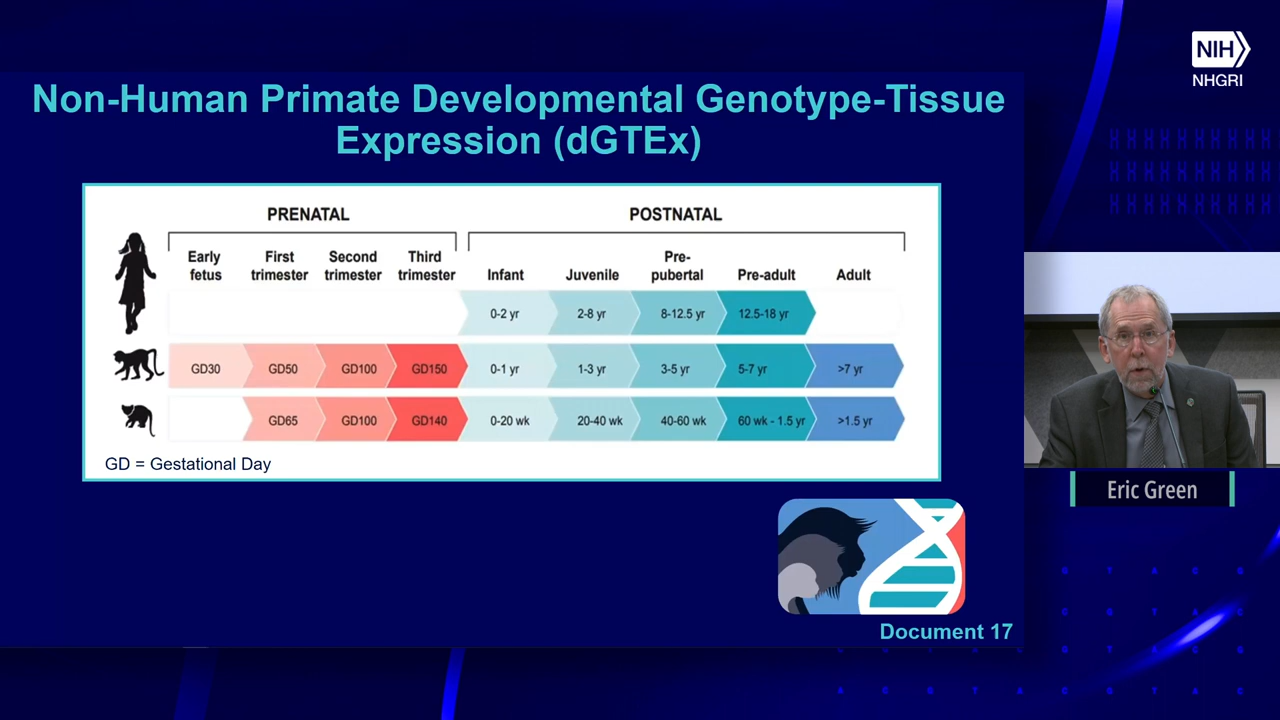 NIH
NHGRI
Non-Human Primate Developmental Genotype-Tissue
Expression (dGTEx)
PRENATAL
POSTNATAL
Early
fetus
First
trimester
Second
trimester
Third
trimester
Infant
Juvenile
Pre-
pubertal
Pre-adult
Adult
0-2 yr
2-8 yr
8-12.5 yr
12.5-18 yr
GD30
GD50
GD100
GD150
0-1 yr
1-3 yr
3-5 yr
5-7 yr
>7 yr
GD65
GD100
GD140
0-20 wk
20-40 wk
40-60 wk
60 wk - 1.5 yr
>1.5 yr
GD = Gestational Day
Eric Green
Document 17